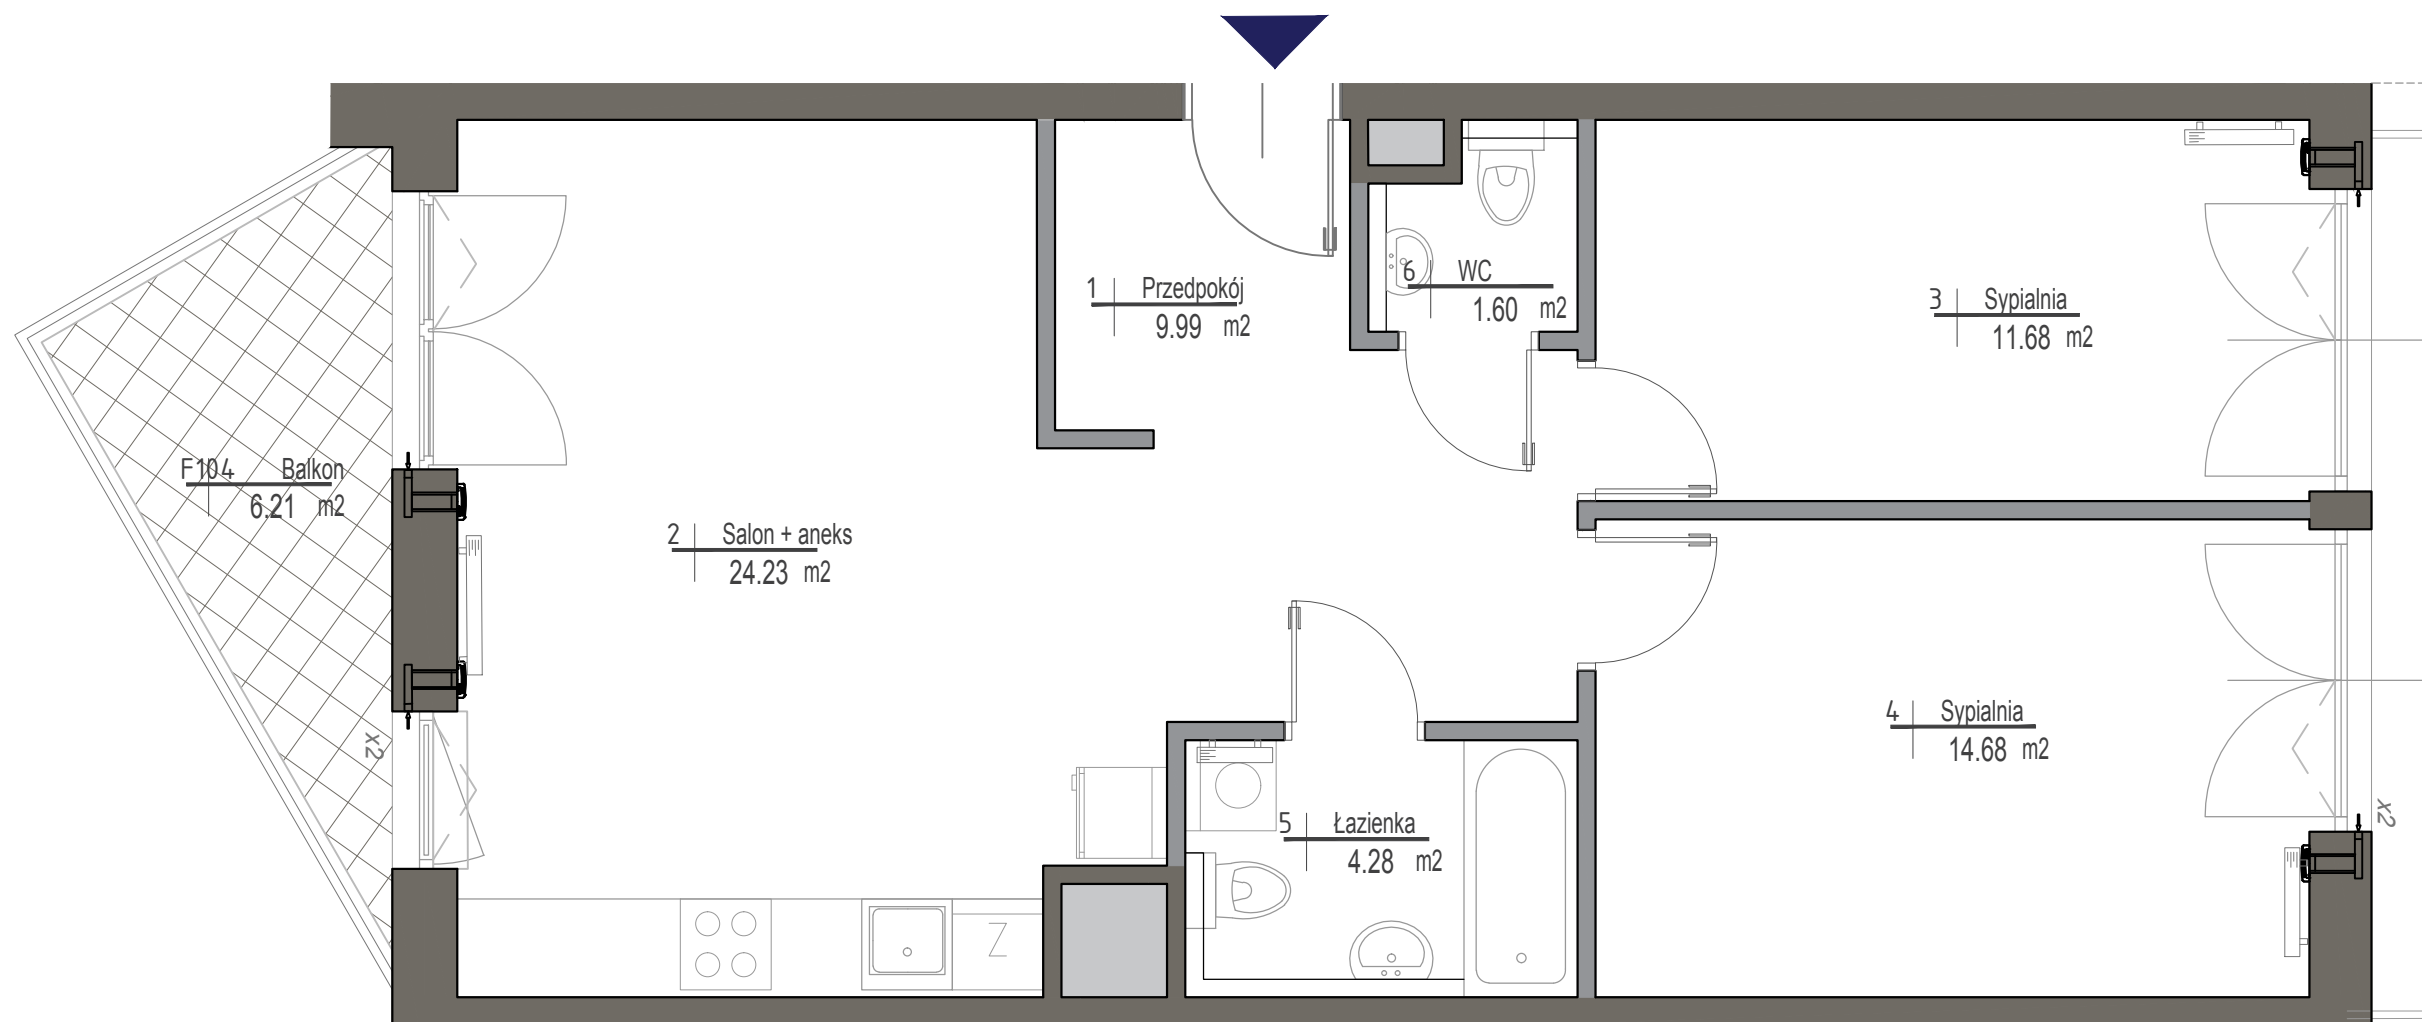 1 Przedpokój
9.99 m2
6 WC
1.60 m2
3 Sypialnia
11.68 m2
F104 Balkon
6.21 m2
2 Salon + aneks
24.23 m2
4 Sypialnia
14.68 m2
x2
x2
5 Łazienka
4.28 m2
Z